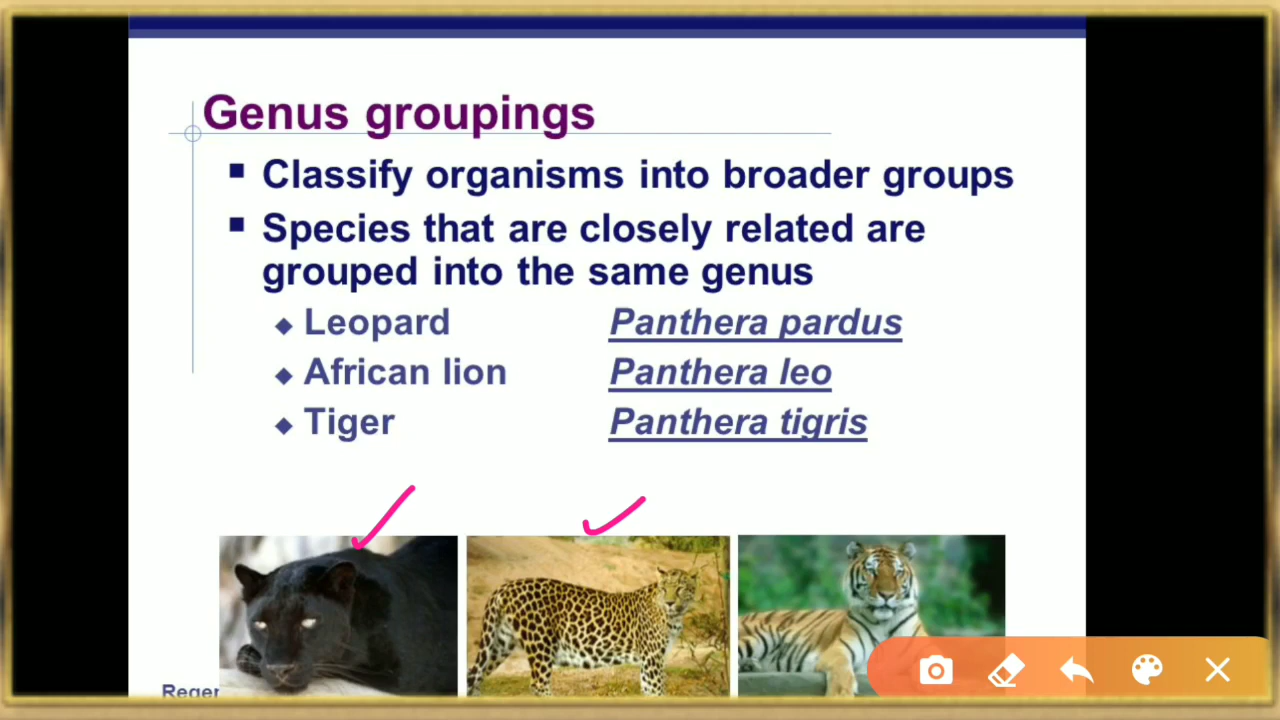 Genus groupings
Classify organisms into broader groups
Species that are closely related are
grouped into the same genus
Leopard Panthera pardus
African lion Panthera leo
Tiger Panthera tigris